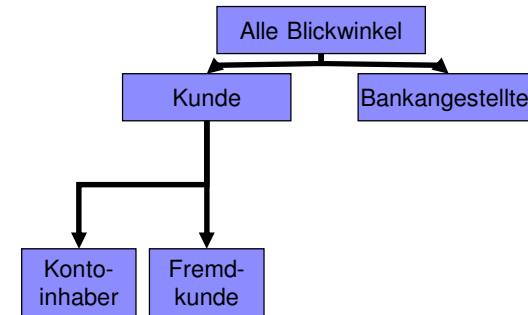 Alle Blickwinkel
Kunde
Bankangestellte
Konto-
inhaber
Fremd-
kunde